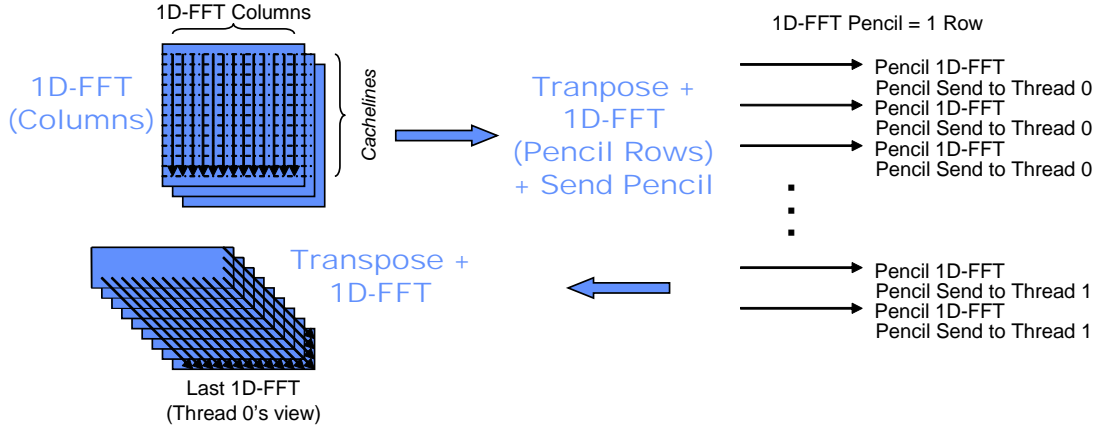 1D-FFT Columns
1D-FFT
(Columns)
Cachelines
Tranpose +
1D-FFT
(Pencil Rows)
+ Send Pencil
1D-FFT Pencil = 1 Row
Pencil 1D-FFT
Pencil Send to Thread 0
Pencil 1D-FFT
Pencil Send to Thread 0
Pencil 1D-FFT
Pencil Send to Thread 0
Pencil 1D-FFT
Pencil Send to Thread 1
Pencil 1D-FFT
Pencil Send to Thread 1
Transpose +
1D-FFT
Last 1D-FFT
(Thread 0's view)